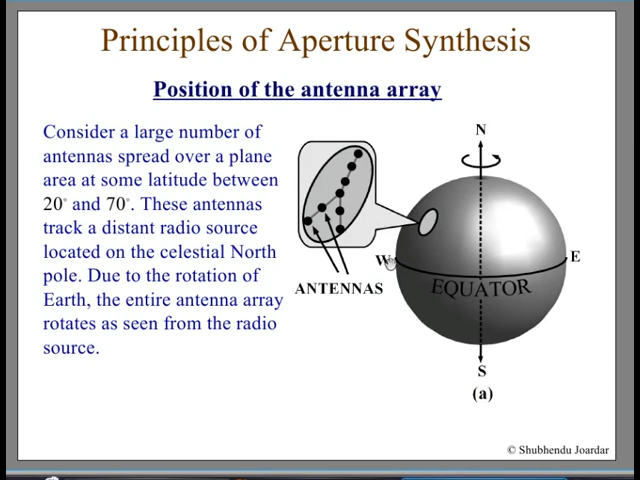 Principles of Aperture Synthesis
Position of the antenna array
Consider a large number of
antennas spread over a plane
area at some latitude between
20° and 70°. These antennas
track a distant radio source
located on the celestial North
pole. Due to the rotation of
Earth, the entire antenna array
rotates as seen from the radio
source.
N
W
E
ANTENNAS
EQUATOR
S
(a)
© Shubhendu Joardar